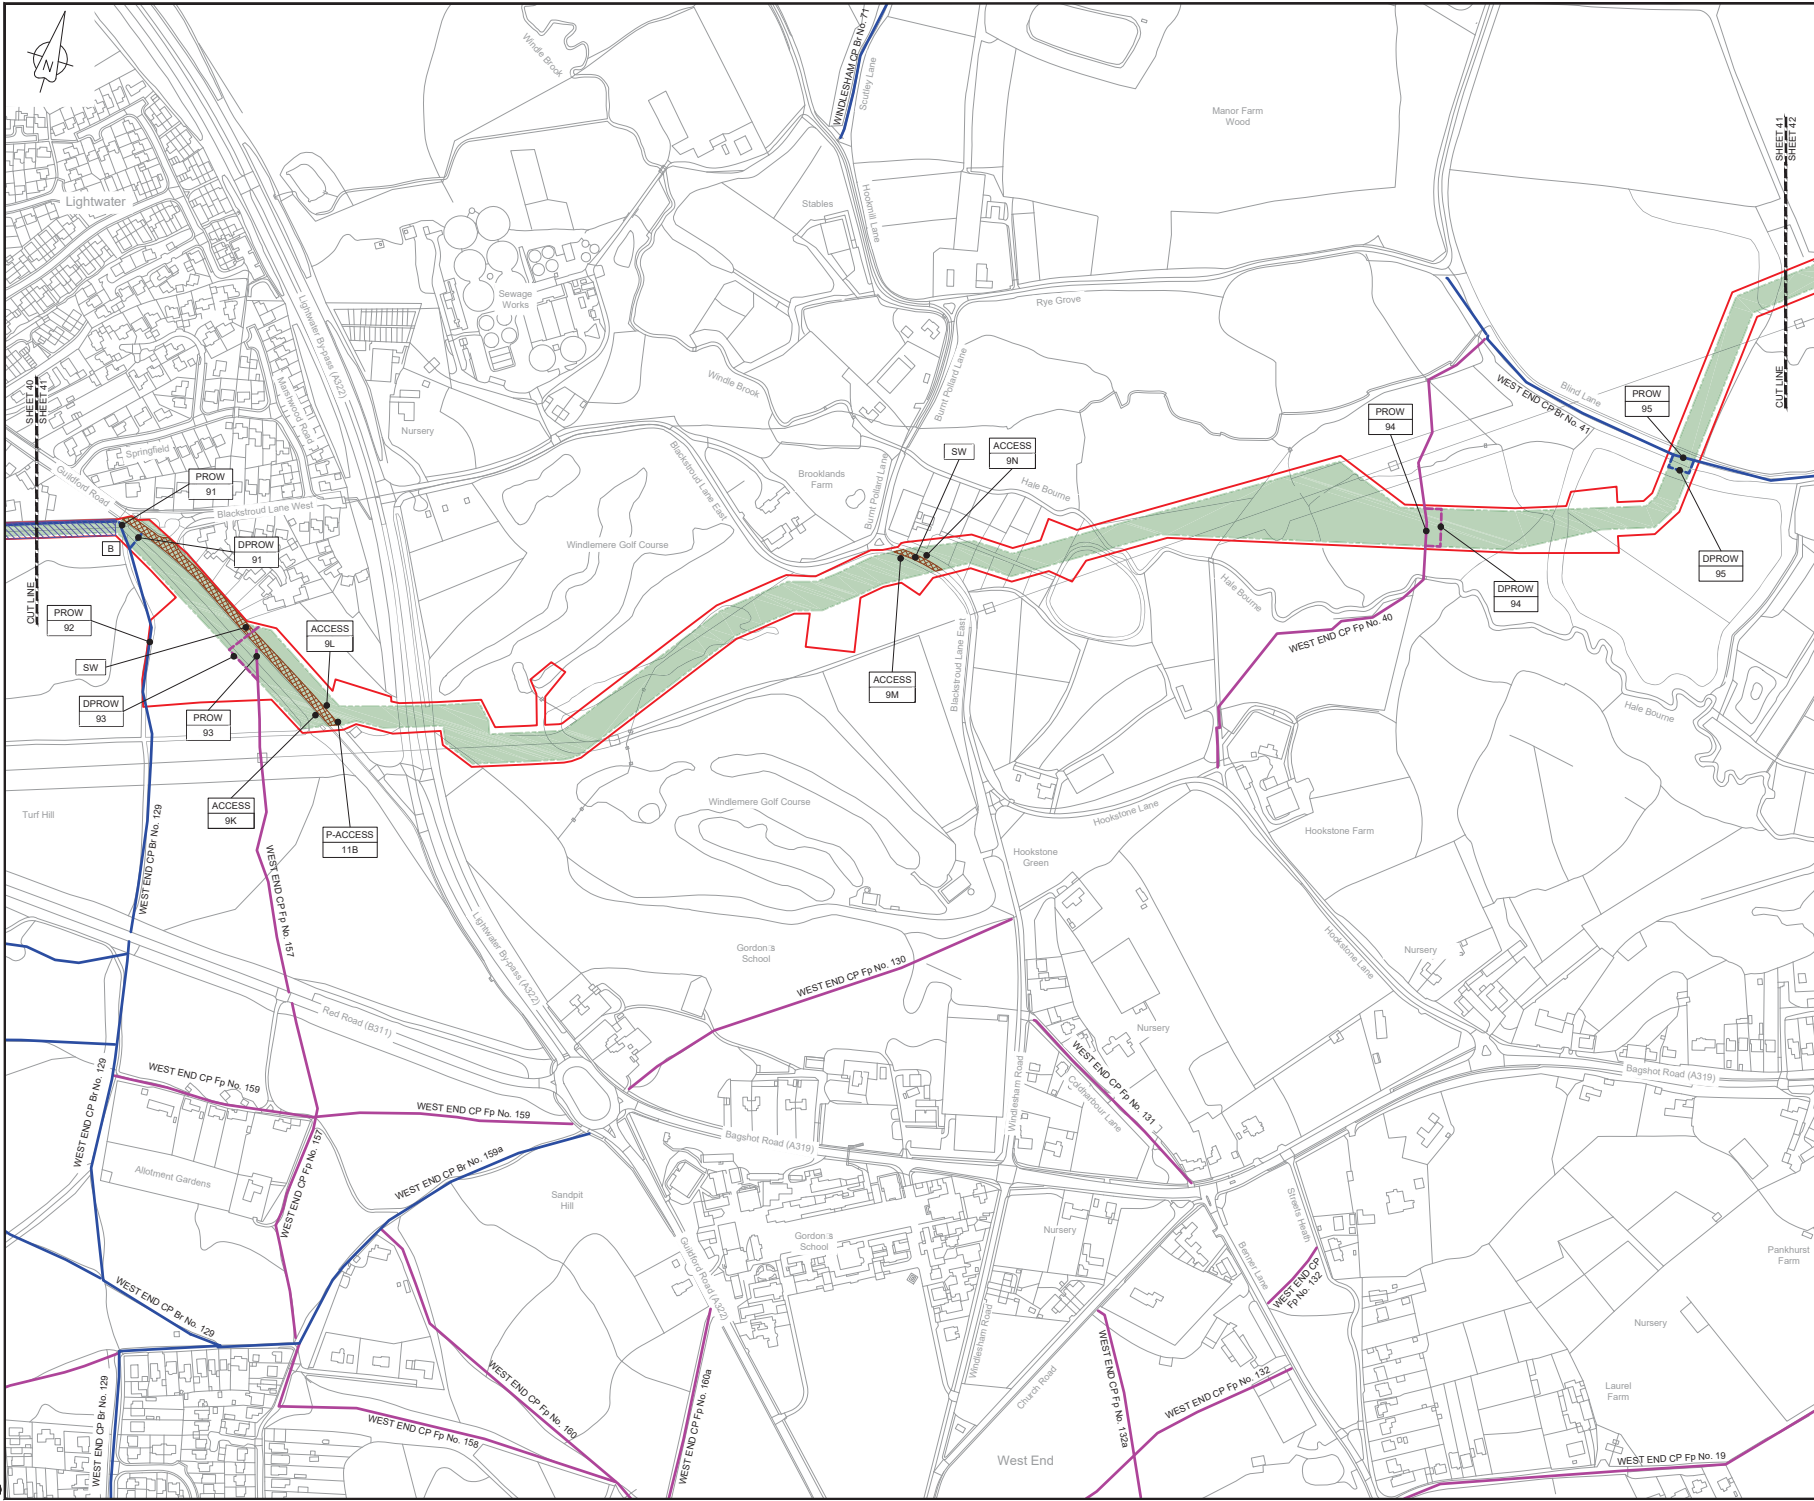 N
Windle Brook
WINDLESHAM CP Br No. 71
Scutley Lane
Manor Farm
Wood
SHEET 41
SHEET 42
CUT LINE
Lightwater
Stables
Hookmill Lane
Sewage
Works
Rye Grove
Lightwater By-pass (A322)
Burnt Pollard Lane
Windle Brook
Blind Lane
WEST END CP Br No. 41
PROW
95
PROW
94
SHEET 40
SHEET 41
CUT LINE
Marshwood Road
Nursery
Springfield
Guildford Road
PROW
91
Blackstroud Lane West
Blackstroud Lane East
Brooklands
Farm
Burnt Pollard Lane
SW
ACCESS
9N
Hale Bourne
B
DPROW
91
Windlemere Golf Course
DPROW
95
DPROW
94
Hale Bourne
PROW
92
ACCESS
9L
WEST END CP Fp No. 40
SW
DPROW
93
PROW
93
ACCESS
9M
Blackstroud Lane East
Hale Bourne
ACCESS
9K
P-ACCESS
11B
Turf Hill
WEST END CP Br No. 129
WEST END CP Fp No. 157
Windlemere Golf Course
Hookstone Lane
Hookstone Farm
Hookstone
Green
Lightwater By-pass (A322)
Gordon's
School
WEST END CP Fp No. 130
Hookstone Lane
Nursery
Red Road (B311)
Nursery
WEST END CP Fp No. 131
Coldharbour Lane
Windlesham Road
Bagshot Road (A319)
WEST END CP Fp No. 159
WEST END CP Fp No. 159
WEST END CP Br No. 129
Bagshot Road (A319)
WEST END CP Fp No. 157
Allotment Gardens
WEST END CP Br No. 159a
Sandpit
Hill
Gordon's
School
Guildford Road (A322)
Nursery
Streets Heath
Benner Lane
WEST END CP
Fp No. 132
Pankhurst
Farm
WEST END CP Br No. 129
Nursery
Windlesham Road
Church Road
WEST END CP Fp No. 132a
WEST END CP Fp No. 132
Laurel
Farm
WEST END CP Br No. 129
WEST END CP Fp No. 158
WEST END CP Fp No. 160
WEST END CP Fp No. 160a
West End
WEST END CP Fp No. 19